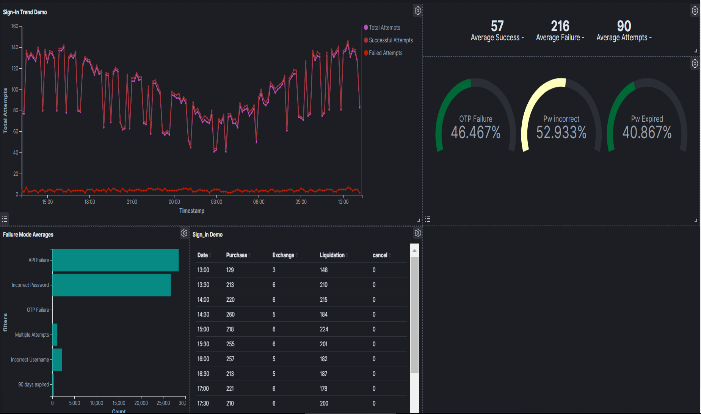 Sign-In Trend Demo
160
140
120
100
80
60
40
20
0
Total Attempts
15:00
18:00
21:00
00:00
03:00
06:00
09:00
12:00
Timestamp
Total Attempts
Successful Attempts
Failed Attempts
57
Average Success -
216
Average Failure -
90
Average Attempts -
OTP Failure
46.467%
Pw incorrect
52.933%
Pw Expired
40.867%
Failure Mode Averages
filters
API Failure
Incorrect Password
OTP Failure
Multiple Attempts
Incorrect Username
90 days expired
0 5,000 10,000 15,000 20,000 25,000
Count
Sign_In Demo
Date Purchase Exchange Liquidation cancel
13:00 129 3 148 0
13:30 213 6 210 0
14:00 220 6 215 0
14:30 260 5 184 0
15:00 218 6 224 0
15:30 255 6 201 0
16:00 257 5 182 0
16:30 213 5 187 0
17:00 221 6 179 0
17:30 210 6 200 0